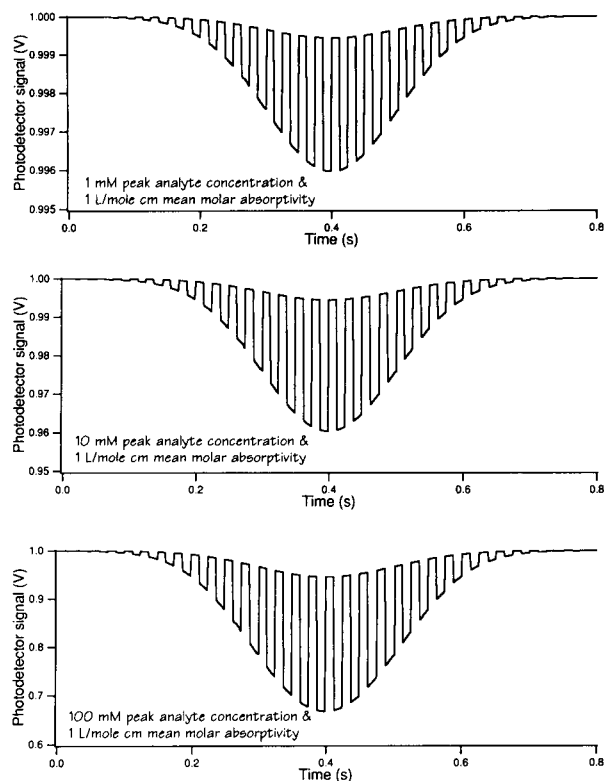 Photodetector signal (V)
1.000
0.999
0.998
0.997
0.996
0.995
1 mM peak analyte concentration &
1 L/mole cm mean molar absorptivity
0.0
0.2
0.4
0.6
0.8
Time (s)
Photodetector signal (V)
1.00
0.99
0.98
0.97
0.96
0.95
10 mM peak analyte concentration &
1 L/mole cm mean molar absorptivity
0.0
0.2
0.4
0.6
0.8
Time (s)
Photodetector signal (V)
1.0
0.9
0.8
0.7
0.6
100 mM peak analyte concentration &
1 L/mole cm mean molar absorptivity
0.0
0.2
0.4
0.6
0.8
Time (s)